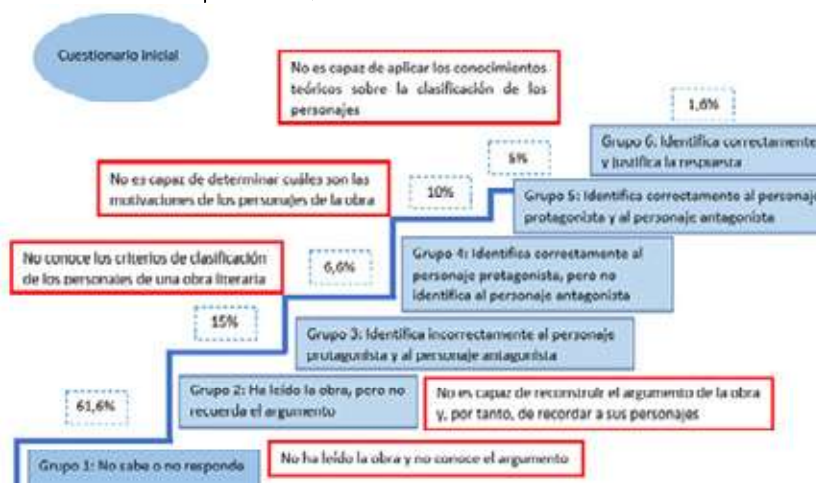 Cuestionario inicial
No es capaz de aplicar los conocimientos
teóricos sobre la clasificación de los
personajes
1,6%
Grupo 6: Identifica correctamente
y justifica la respuesta
5%
No es capaz de determinar cuáles son las
motivaciones de los personajes de la obra
10%
Grupo 5: Identifica correctamente al personaje
protagonista y al personaje antagonista
No conoce los criterios de clasificación
de los personajes de una obra literaria
6,6%
Grupo 4: Identifica correctamente al
personaje protagonista, pero no
identifica al personaje antagonista
15%
Grupo 3: Identifica incorrectamente al personaje
protagonista y al personaje antagonista
61,6%
Grupo 2: Ha leído la obra, pero no
recuerda el argumento
No es capaz de reconstruir el argumento de la obra
y, por tanto, de recordar a sus personajes
Grupo 1: No sabe o no responde
No ha leído la obra y no conoce el argumento